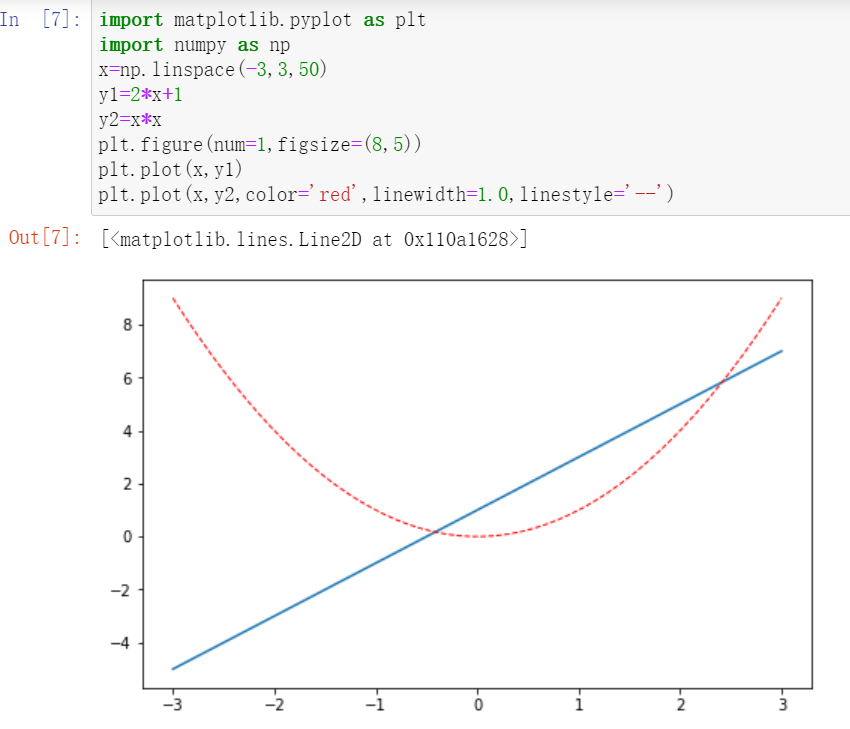 In [7]: import matplotlib.pyplot as plt
import numpy as np
x=np.linspace(-3,3,50)
y1=2*x+1
y2=x*x
plt.figure(num=1,figsize=(8,5))
plt.plot(x,y1)
plt.plot(x,y2,color='red',linewidth=1.0,linestyle='--')
Out[7]: [<matplotlib.lines.Line2D at 0x110a1628>]
8
6
4
2
0
−2
−4
−3 −2 −1 0 1 2 3